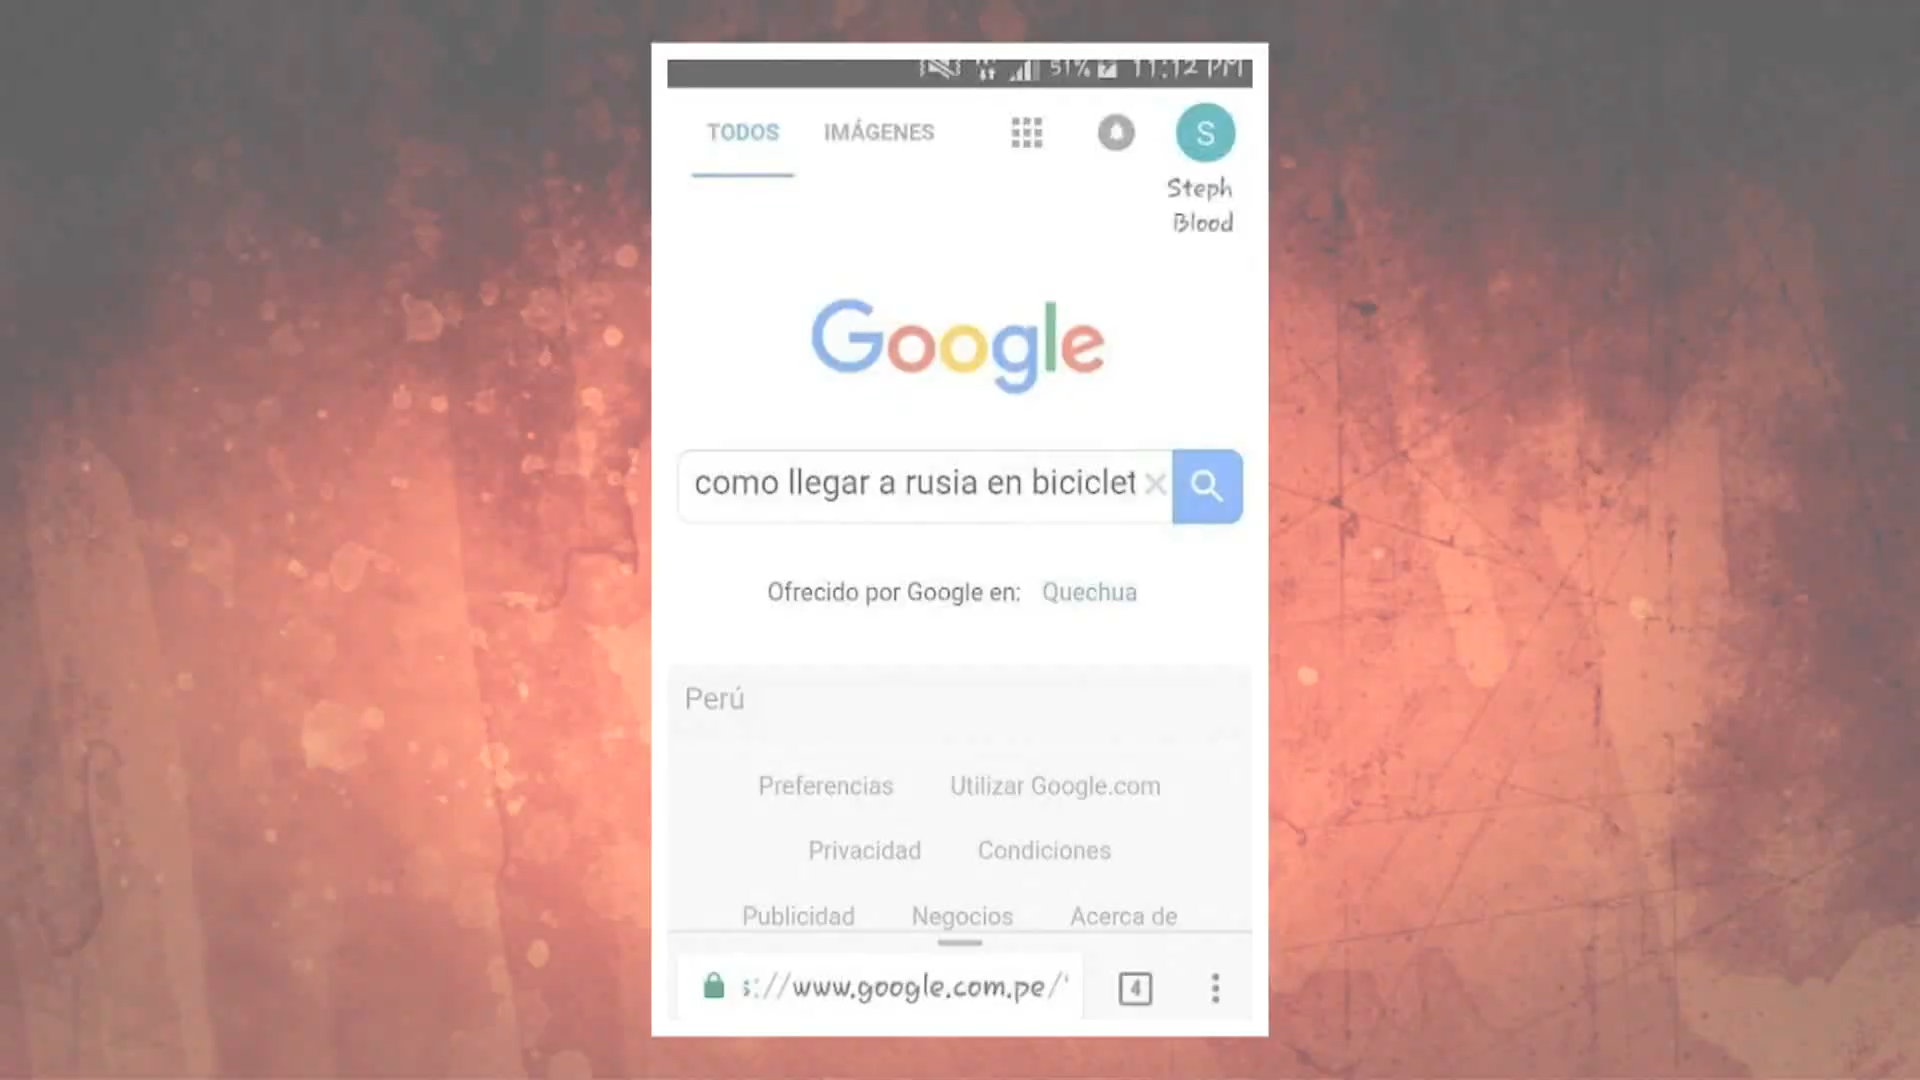 51% 11:12 PM
TODOS IMÁGENES S
Steph
Blood
Google
como llegar a rusia en biciclet
Ofrecido por Google en: Quechua
Perú
Preferencias Utilizar Google.com
Privacidad Condiciones
Publicidad Negocios Acerca de
s://www.google.com.pe/ 4